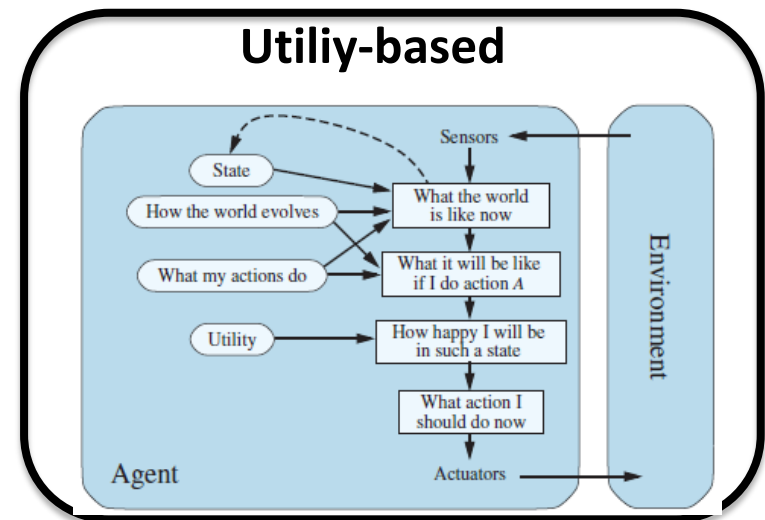 Utiliy-based
Sensors
State
What the world
is like now
How the world evolves
What it will be like
if I do action A
What my actions do
How happy I will be
in such a state
Utility
What action I
should do now
Agent
Actuators
Environment